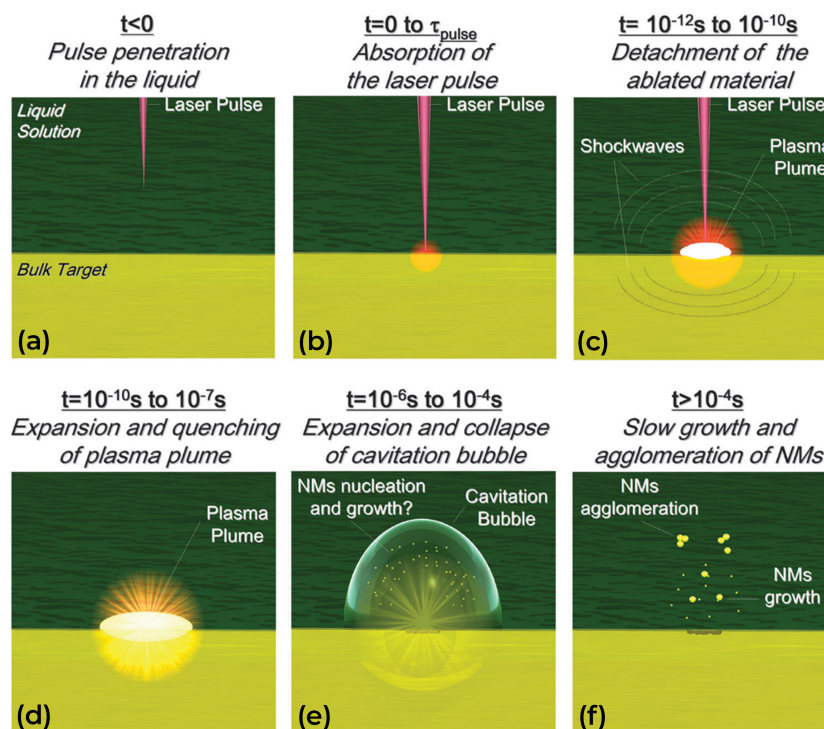 t<0
Pulse penetration
in the liquid
Liquid
Solution
Laser Pulse
Bulk Target
(a)
t=0 to τpulse
Absorption of
the laser pulse
Laser Pulse
(b)
t= 10⁻¹²s to 10⁻¹⁰s
Detachment of the
ablated material
Laser Pulse
Shockwaves
Plasma
Plume
(c)
t=10⁻¹⁰s to 10⁻⁷s
Expansion and quenching
of plasma plume
Plasma
Plume
(d)
t=10⁻⁶s to 10⁻⁴s
Expansion and collapse
of cavitation bubble
NMs nucleation
and growth?
Cavitation
Bubble
(e)
t>10⁻⁴s
Slow growth and
agglomeration of NMs
NMs
agglomeration
NMs
growth
(f)